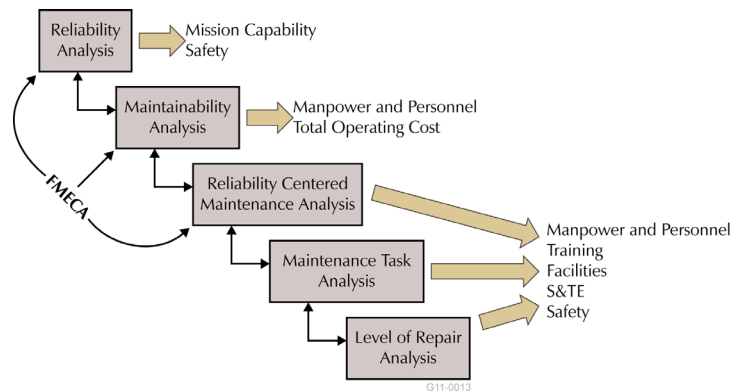 Reliability
Analysis
Mission Capability
Safety
Maintainability
Analysis
Manpower and Personnel
Total Operating Cost
FMECA
Reliability Centered
Maintenance Analysis
Manpower and Personnel
Training
Facilities
S&TE
Safety
Maintenance Task
Analysis
Level of Repair
Analysis
G11-0013